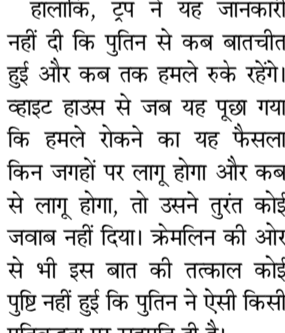 हालांकि, ट्रंप ने यह जानकारी
नहीं दी कि पुतिन से कब बातचीत
हुई और कब तक हमले रुके रहेंगे।
व्हाइट हाउस से जब यह पूछा गया
कि हमले रोकने का यह फैसला
किन जगहों पर लागू होगा और कब
से लागू होगा, तो उसने तुरंत कोई
जवाब नहीं दिया। क्रेमलिन की ओर
से भी इस बात की तत्काल कोई
पुष्टि नहीं हुई कि पुतिन ने ऐसी किसी